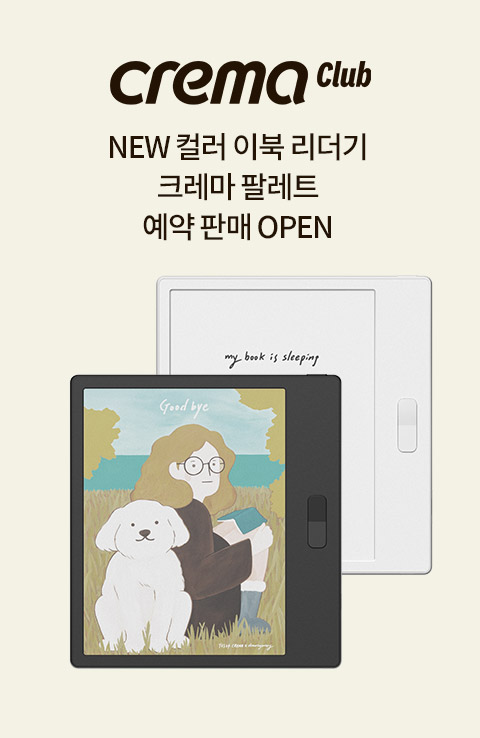 crema Club
NEW 컬러 이북 리더기
크레마 팔레트
예약 판매 OPEN
my book is sleeping
Good bye